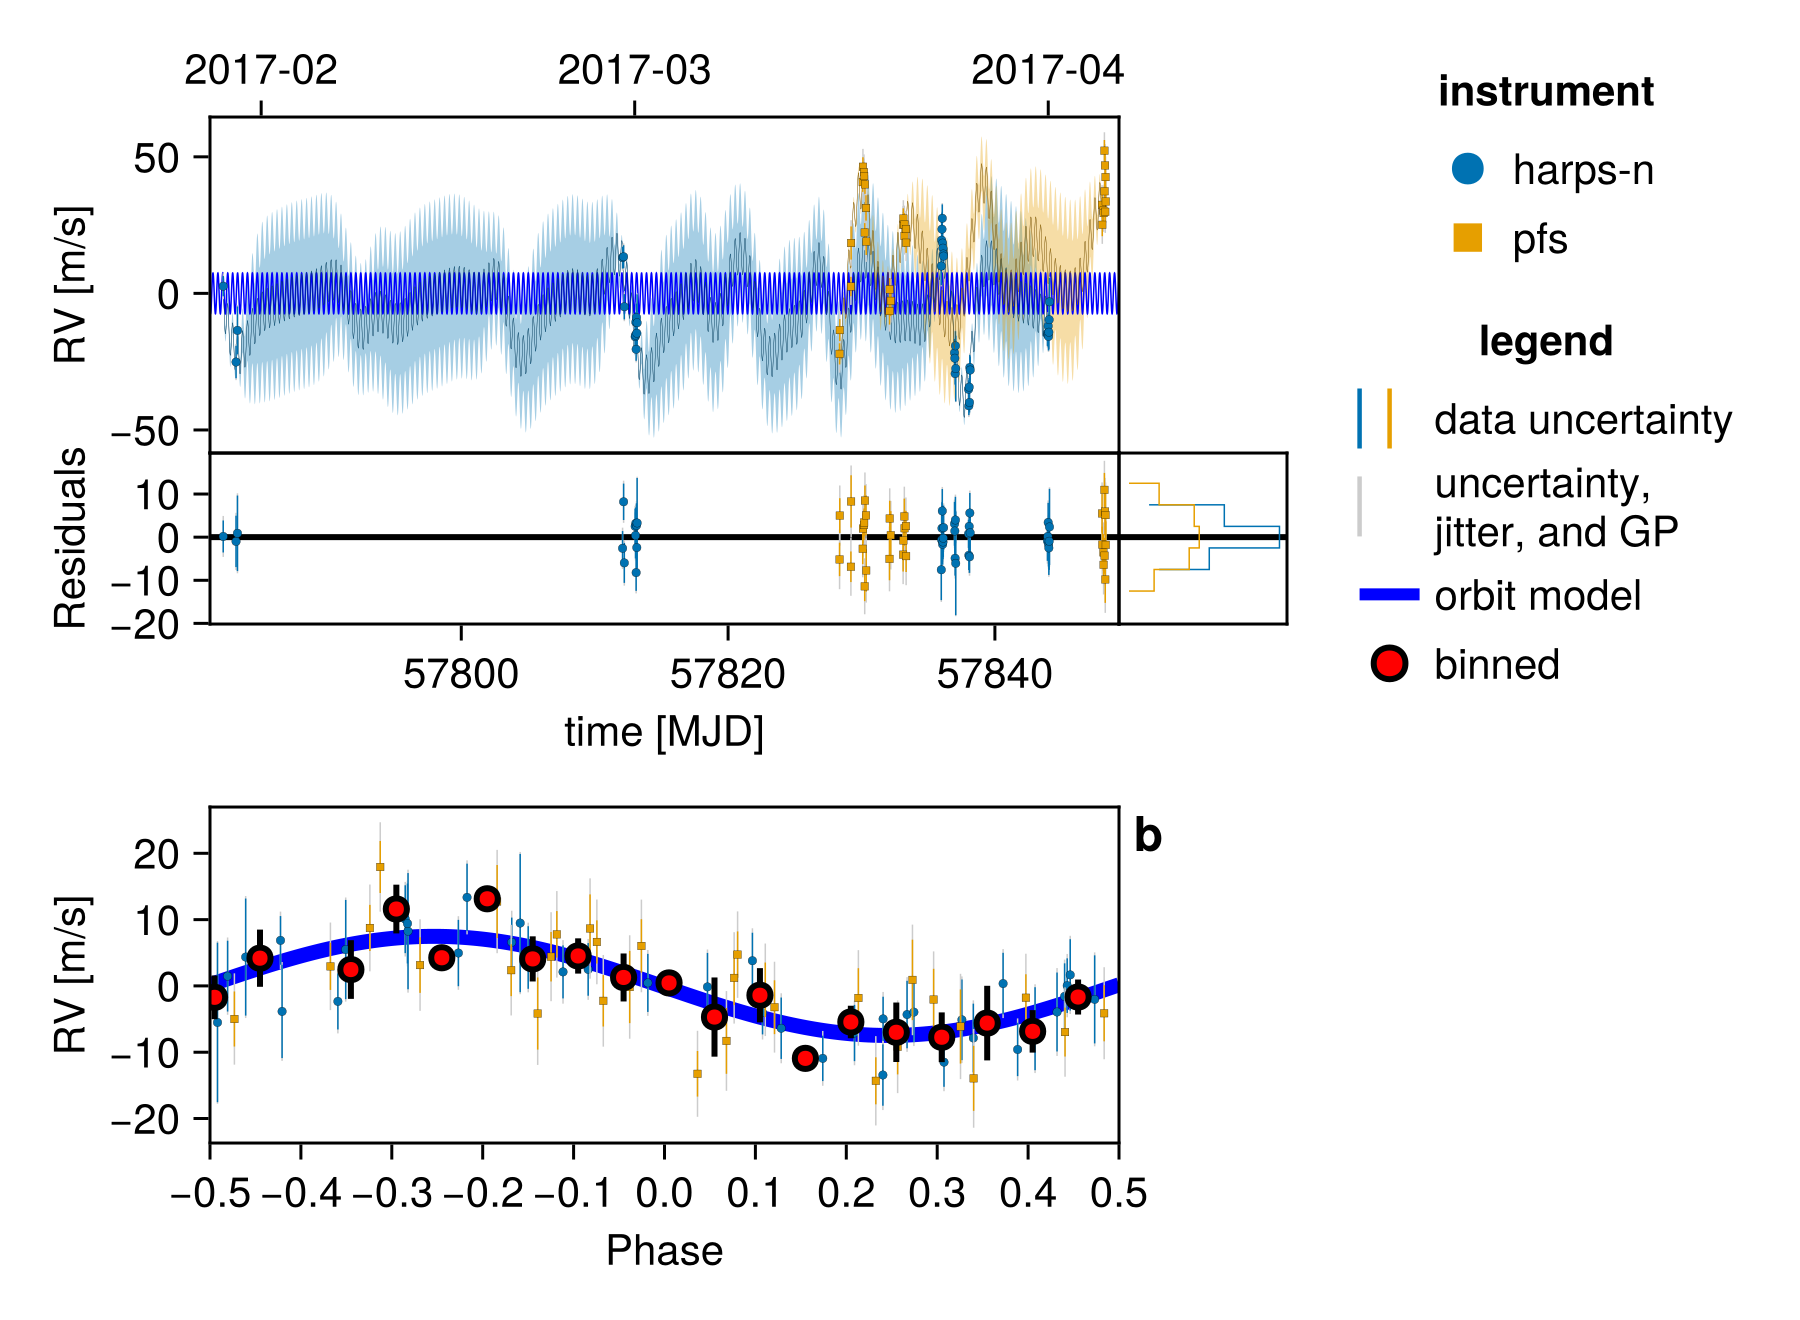 2017-02 2017-03 2017-04
50
0
−50
RV [m/s]
10
0
−10
−20
Residuals
57800 57820 57840
time [MJD]
instrument
harps-n
pfs
legend
data uncertainty
uncertainty,
jitter, and GP
orbit model
binned
b
20
10
0
−10
−20
RV [m/s]
−0.5 −0.4 −0.3 −0.2 −0.1 0.0 0.1 0.2 0.3 0.4 0.5
Phase